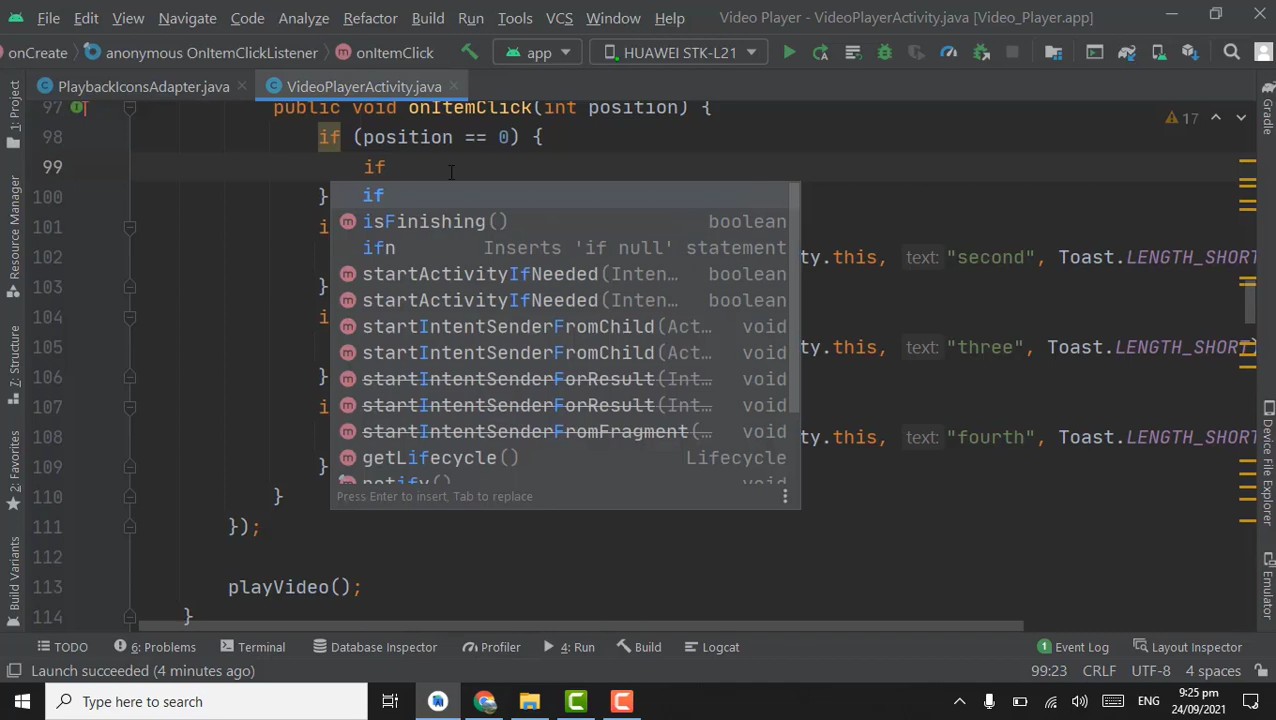 File Edit View Navigate Code Analyze Refactor Build Run Tools VCS Window Help Video Player - VideoPlayerActivity.java [Video_Player.app]
onCreate anonymous OnItemClickListener onItemClick app HUAWEI STK-L21
PlaybackIconsAdapter.java VideoPlayerActivity.java
97 public void onItemClick(int position) {
17
98 if (position == 0) {
99 if
100 }
101 i
102 ty.this, text: "second", Toast.LENGTH_SHORT
103 }
104 i
105 ty.this, text: "three", Toast.LENGTH_SHORT)
106 }
107 i
108 ty.this, text: "fourth", Toast.LENGTH_SHORT
109 }
110 }
111 });
112
113 playVideo();
114 }
if
isFinishing() boolean
ifn Inserts 'if null' statement
startActivityIfNeeded(Inten… boolean
startActivityIfNeeded(Inten… boolean
startIntentSenderFromChild(Act… void
startIntentSenderFromChild(Act… void
startIntentSenderForResult(Int… void
startIntentSenderForResult(Int… void
startIntentSenderFromFragment(… void
getLifecycle() Lifecycle
notify() void
Press Enter to insert, Tab to replace
1: Project
Resource Manager
7: Structure
2: Favorites
Build Variants
Gradle
Device File Explorer
Emulator
TODO 6: Problems Terminal Database Inspector Profiler 4: Run Build Logcat 1 Event Log Layout Inspector
Launch succeeded (4 minutes ago) 99:23 CRLF UTF-8 4 spaces
Type here to search ENG 9:25 pm
24/09/2021